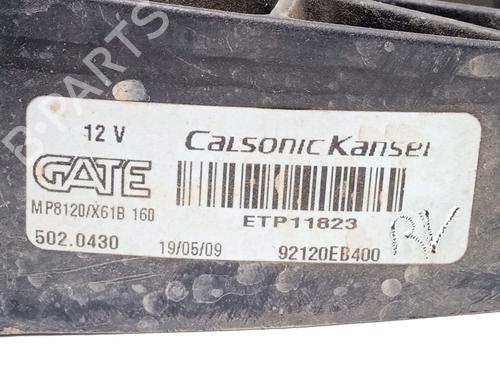 B-PARTS
12 V
CALSONIC KANSEI
GATE
MP8120/X61B 160
ETP11823
502.0430 19/05/09 92120EB400
RV